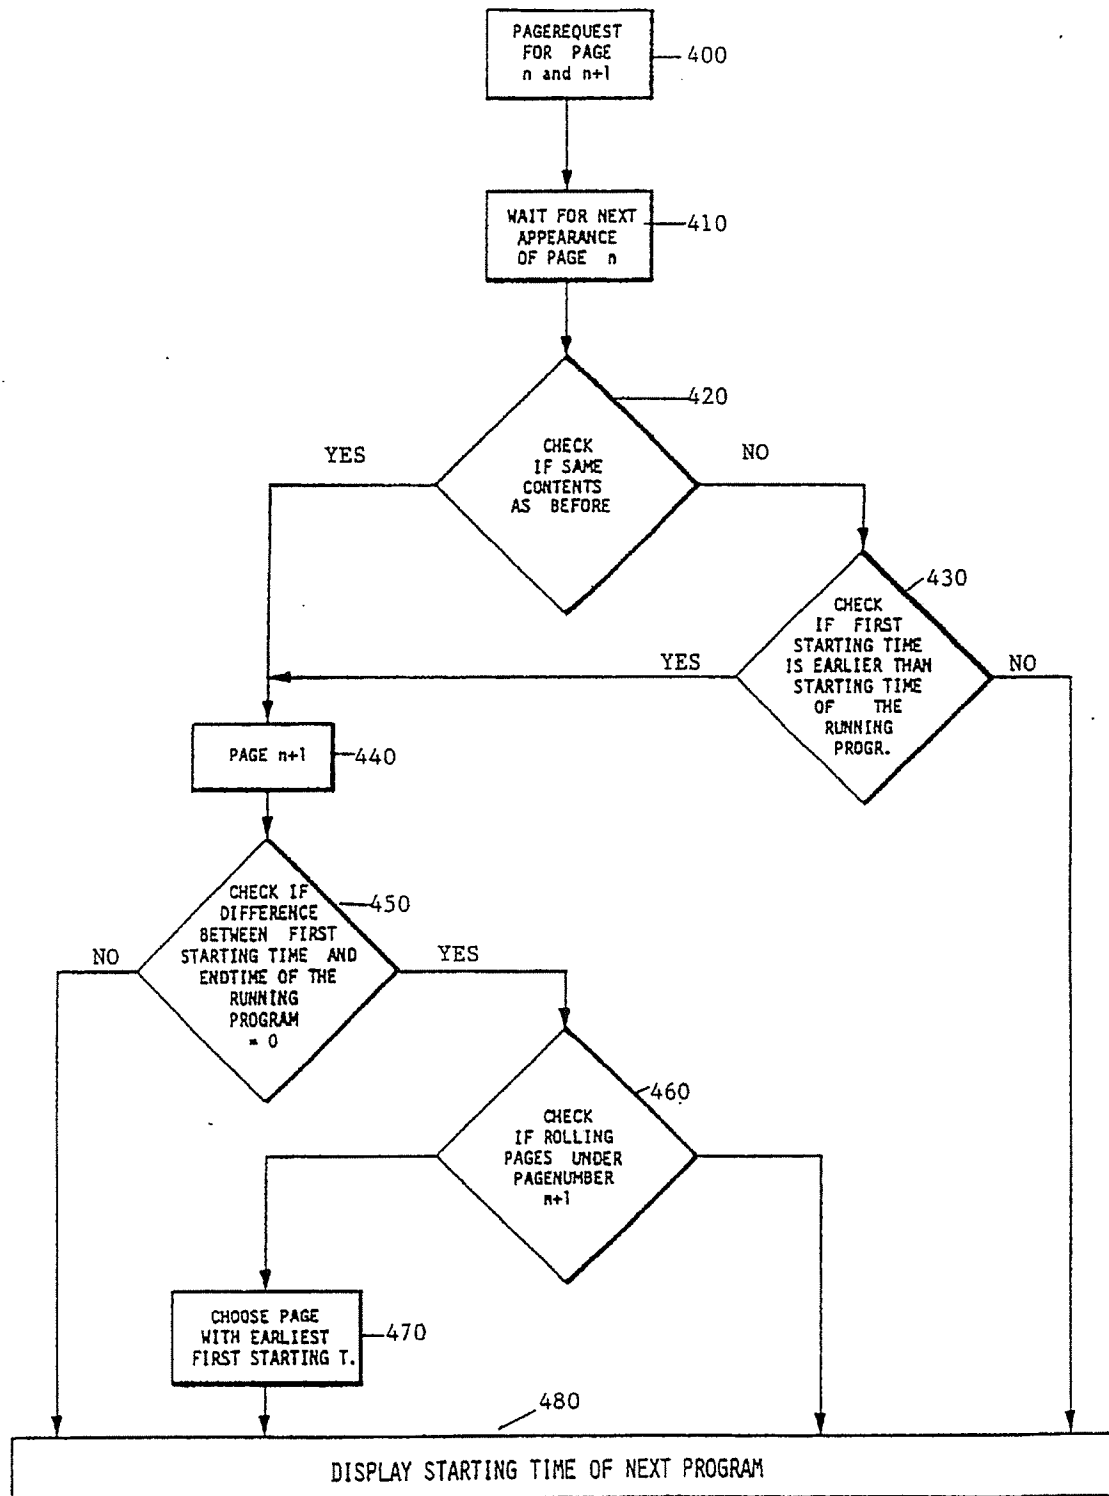 PAGEREQUEST
FOR PAGE
n and n+1
400
WAIT FOR NEXT
APPEARANCE
OF PAGE n
410
420
CHECK
IF SAME
CONTENTS
AS BEFORE
YES
NO
430
CHECK
IF FIRST
STARTING TIME
IS EARLIER THAN
STARTING TIME
OF THE
RUNNING
PROGR.
YES
NO
PAGE n+1
440
CHECK IF
DIFFERENCE
BETWEEN FIRST
STARTING TIME AND
ENDTIME OF THE
RUNNING
PROGRAM
= 0
450
NO
YES
460
CHECK
IF ROLLING
PAGES UNDER
PAGENUMBER
n+1
CHOOSE PAGE
WITH EARLIEST
FIRST STARTING T.
470
480
DISPLAY STARTING TIME OF NEXT PROGRAM